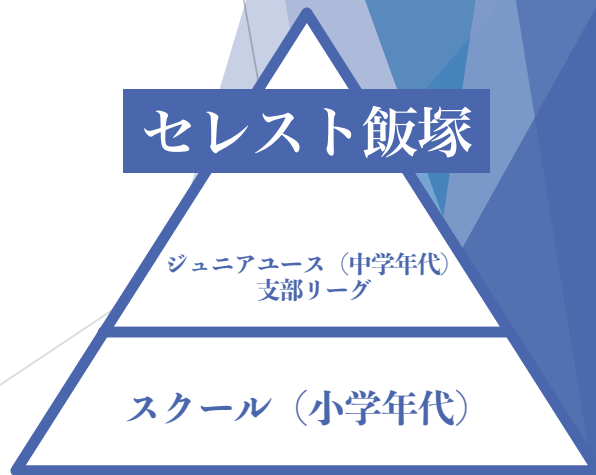 セレスト飯塚
ジュニアユース（中学年代）
支部リーグ
スクール（小学年代）